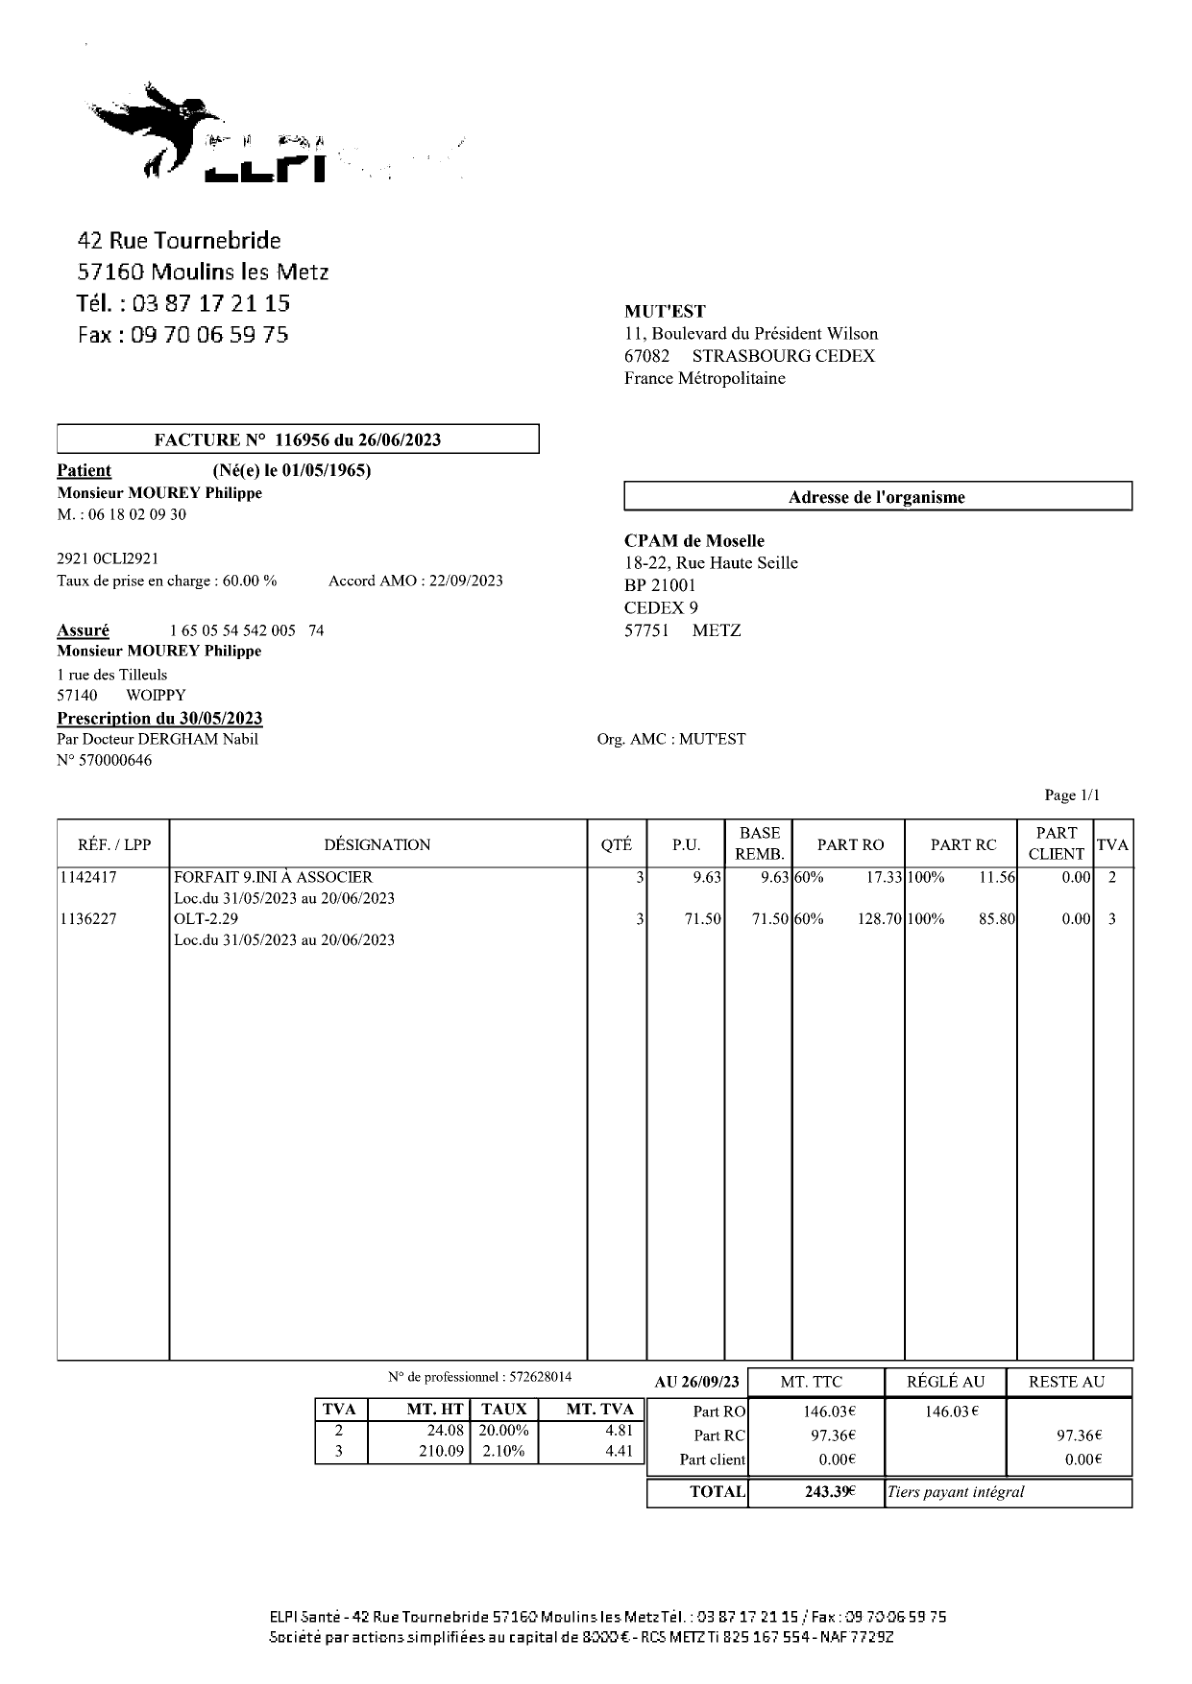 ELPI
42 Rue Tournebride
57160 Moulins les Metz
Tél. : 03 87 17 21 15
Fax : 09 70 06 59 75
MUT'EST
11, Boulevard du Président Wilson
67082 STRASBOURG CEDEX
France Métropolitaine
FACTURE N° 116956 du 26/06/2023
Patient (Né(e) le 01/05/1965)
Monsieur MOUREY Philippe
M. : 06 18 02 09 30
2921 0CLI2921
Taux de prise en charge : 60.00 % Accord AMO : 22/09/2023
Adresse de l'organisme
CPAM de Moselle
18-22, Rue Haute Seille
BP 21001
CEDEX 9
57751 METZ
Assuré 1 65 05 54 542 005 74
Monsieur MOUREY Philippe
1 rue des Tilleuls
57140 WOIPPY
Prescription du 30/05/2023
Par Docteur DERGHAM Nabil
N° 570000646
Org. AMC : MUT'EST
Page 1/1
RÉF. / LPP DÉSIGNATION QTÉ P.U. BASE REMB. PART RO PART RC PART CLIENT TVA
1142417 FORFAIT 9.INI À ASSOCIER 3 9.63 9.63 60% 17.33 100% 11.56 0.00 2
Loc.du 31/05/2023 au 20/06/2023
1136227 OLT-2.29 3 71.50 71.50 60% 128.70 100% 85.80 0.00 3
Loc.du 31/05/2023 au 20/06/2023
N° de professionnel : 572628014
TVA MT. HT TAUX MT. TVA
2 24.08 20.00% 4.81
3 210.09 2.10% 4.41
AU 26/09/23 MT. TTC RÉGLÉ AU RESTE AU
Part RO 146.03€ 146.03€
Part RC 97.36€ 97.36€
Part client 0.00€ 0.00€
TOTAL 243.39€ Tiers payant intégral
ELPI Santé - 42 Rue Tournebride 57160 Moulins les Metz Tél. : 03 87 17 21 15 / Fax : 09 70 06 59 75
Société par actions simplifiées au capital de 8000 € - RCS METZ Ti 825 167 554 - NAF 7729Z